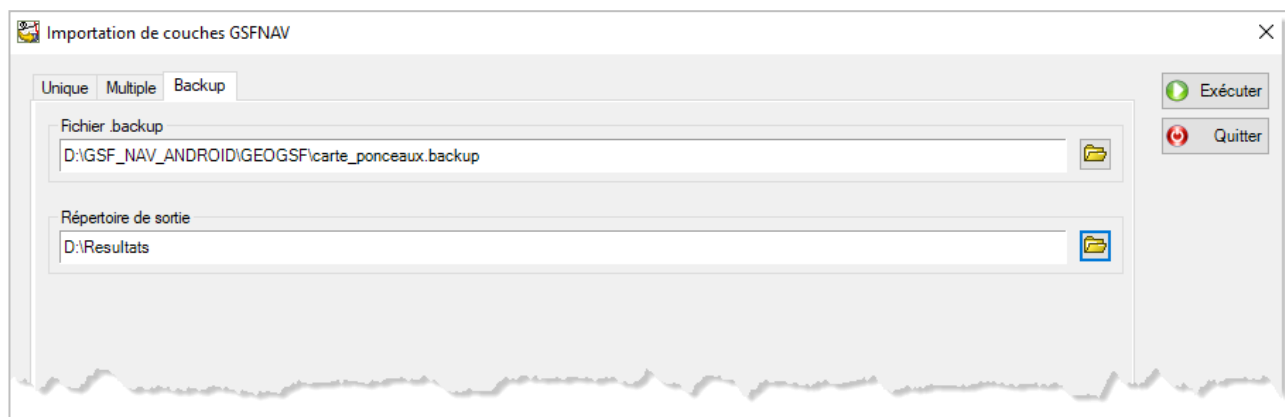 Importation de couches GSFNAV
Unique Multiple Backup
Exécuter
Fichier .backup
D:\GSF_NAV_ANDROID\GEOGSF\carte_ponceaux.backup
Quitter
Répertoire de sortie
D:\Resultats